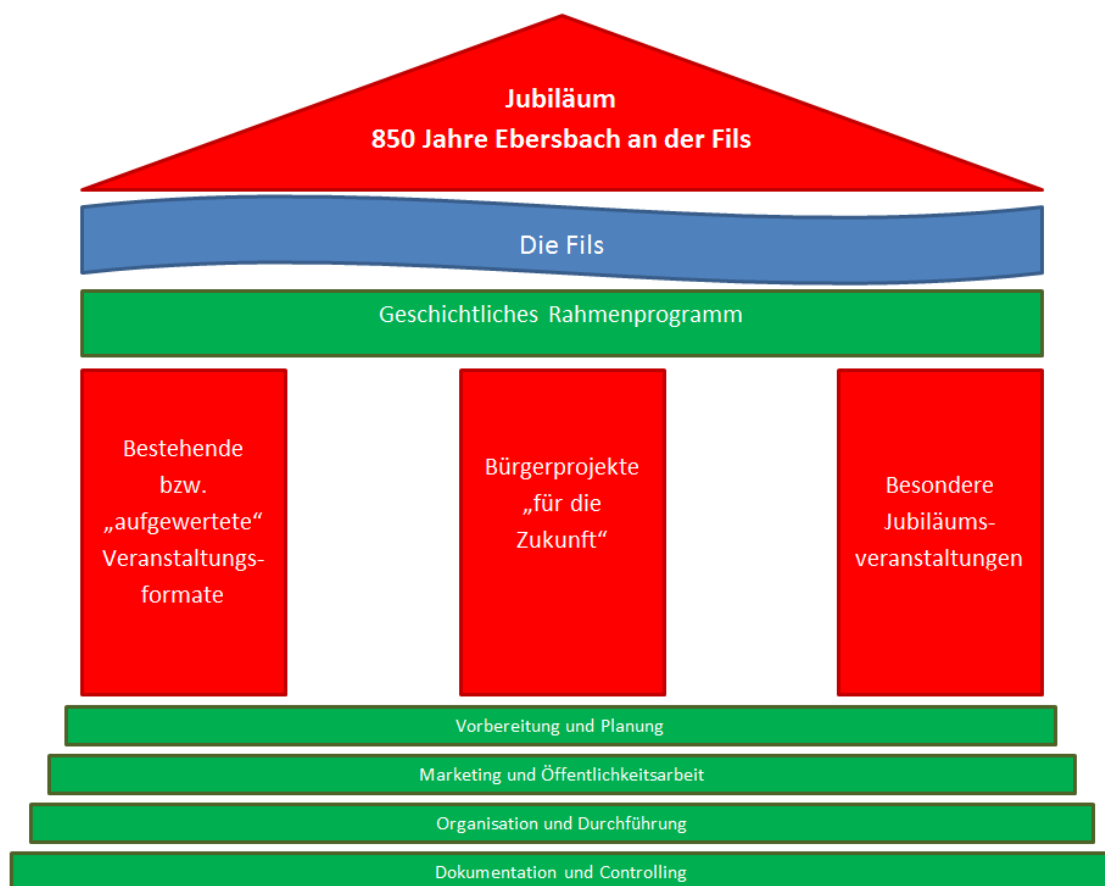 Jubiläum
850 Jahre Ebersbach an der Fils
Die Fils
Geschichtliches Rahmenprogramm
Bestehende
bzw.
„aufgewertete“
Veranstaltungs-
formate
Bürgerprojekte
„für die
Zukunft“
Besondere
Jubiläums-
veranstaltungen
Vorbereitung und Planung
Marketing und Öffentlichkeitsarbeit
Organisation und Durchführung
Dokumentation und Controlling